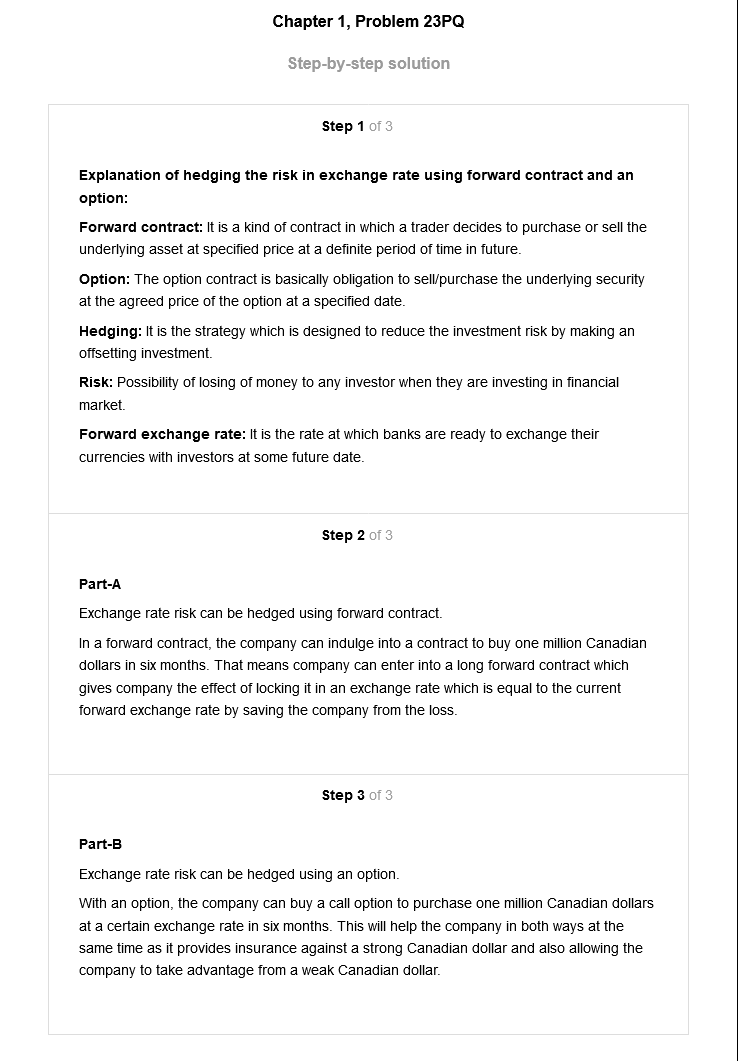 Chapter 1, Problem 23PQ
Step-by-step solution
Step 1 of 3
Explanation of hedging the risk in exchange rate using forward contract and an
option:
Forward contract: It is a kind of contract in which a trader decides to purchase or sell the
underlying asset at specified price at a definite period of time in future.
Option: The option contract is basically obligation to sell/purchase the underlying security
at the agreed price of the option at a specified date.
Hedging: It is the strategy which is designed to reduce the investment risk by making an
offsetting investment.
Risk: Possibility of losing of money to any investor when they are investing in financial
market.
Forward exchange rate: It is the rate at which banks are ready to exchange their
currencies with investors at some future date.
Step 2 of 3
Part-A
Exchange rate risk can be hedged using forward contract.
In a forward contract, the company can indulge into a contract to buy one million Canadian
dollars in six months. That means company can enter into a long forward contract which
gives company the effect of locking it in an exchange rate which is equal to the current
forward exchange rate by saving the company from the loss.
Step 3 of 3
Part-B
Exchange rate risk can be hedged using an option.
With an option, the company can buy a call option to purchase one million Canadian dollars
at a certain exchange rate in six months. This will help the company in both ways at the
same time as it provides insurance against a strong Canadian dollar and also allowing the
company to take advantage from a weak Canadian dollar.